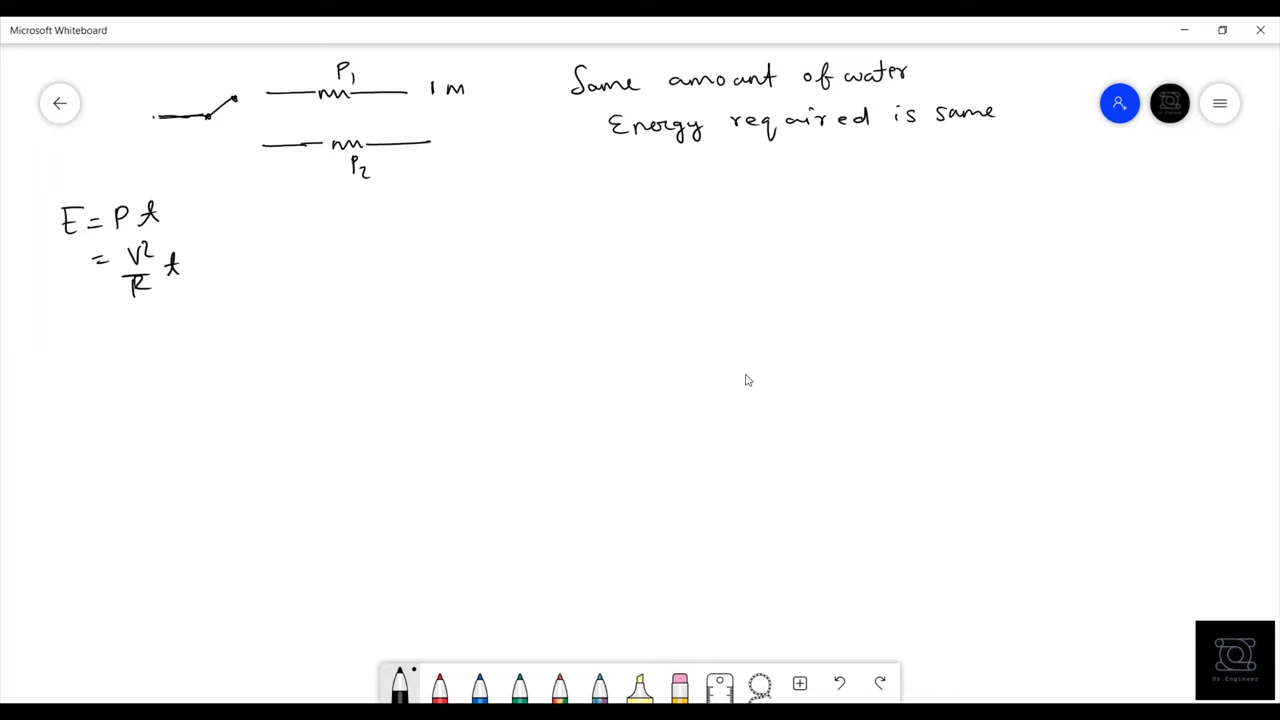 Microsoft Whiteboard
P1
1 m
P2
Same amount of water
Energy required is same
E = P t
= V²/R t
Dr.Engineer